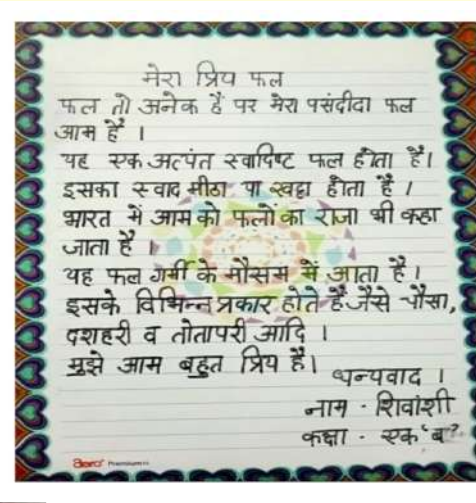 मेरा प्रिय फल
फल तो अनेक हैं पर मेरा पसंदीदा फल
आम है ।
यह एक अत्यंत स्वादिष्ट फल होता है।
इसका स्वाद मीठा या खट्टा होता है ।
भारत में आम को फलों का राजा भी कहा
जाता है ।
यह फल गर्मी के मौसम में आता है।
इसके विभिन्न प्रकार होते है जैसे चौसा,
दशहरी व तोतापरी आदि ।
मुझे आम बहुत प्रिय है।
धन्यवाद ।
नाम - शिवांशी
कक्षा - एक 'ब'
Premium